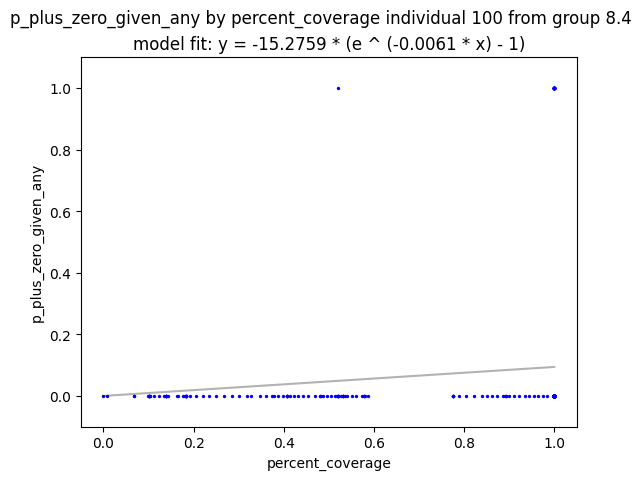 p_plus_zero_given_any by percent_coverage individual 100 from group 8.4
model fit: y = -15.2759 * (e ^ (-0.0061 * x) - 1)
1.0
0.8
0.6
0.4
0.2
0.0
p_plus_zero_given_any
0.0 0.2 0.4 0.6 0.8 1.0
percent_coverage